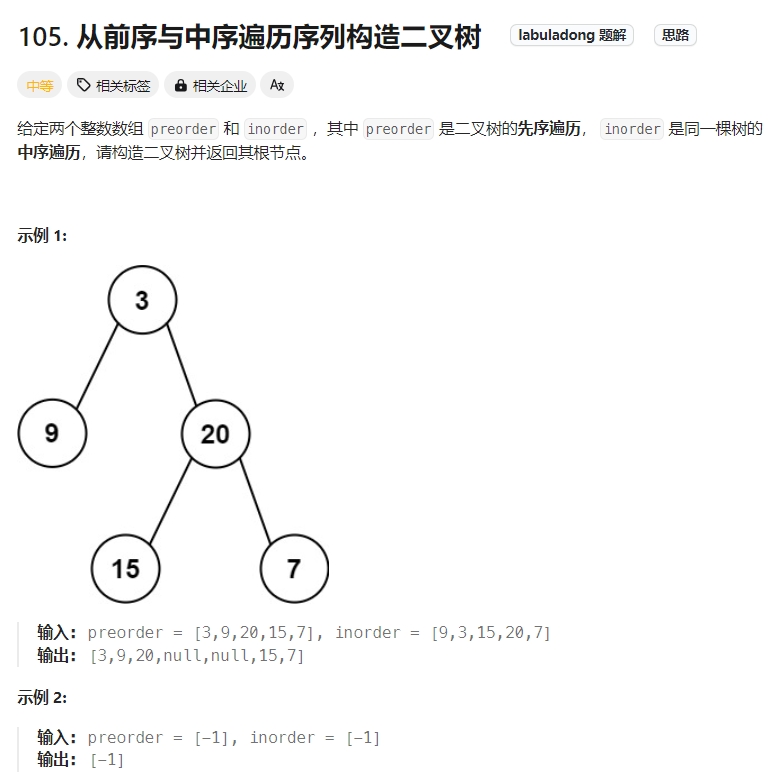 105. 从前序与中序遍历序列构造二叉树 labuladong 题解 思路
中等 相关标签 相关企业 Aあ
给定两个整数数组 preorder 和 inorder ，其中 preorder 是二叉树的先序遍历， inorder 是同一棵树的
中序遍历，请构造二叉树并返回其根节点。
示例 1:
3
9 20
15 7
输入: preorder = [3,9,20,15,7], inorder = [9,3,15,20,7]
输出: [3,9,20,null,null,15,7]
示例 2:
输入: preorder = [-1], inorder = [-1]
输出: [-1]